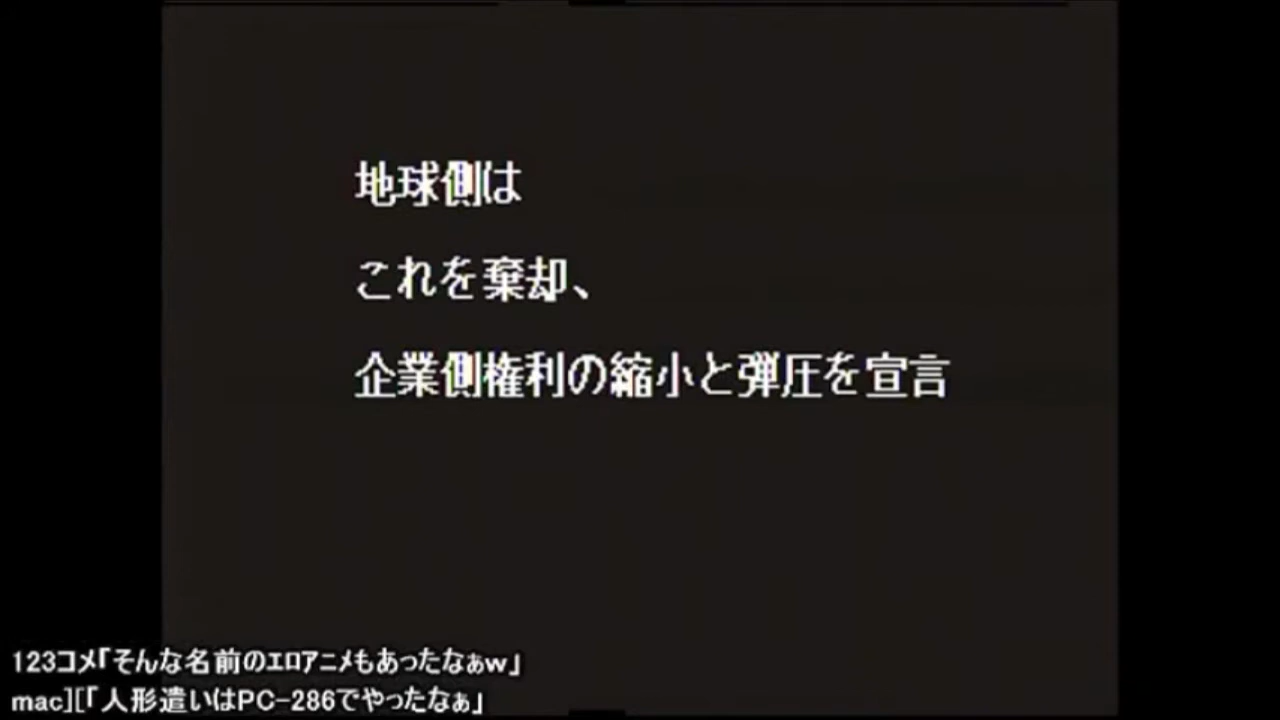 地球側は
これを棄却、
企業側権利の縮小と弾圧を宣言
123コメ「そんな名前のｴﾛｱﾆﾒもあったなぁw」
mac][「人形遣いはPC-286でやったなぁ」